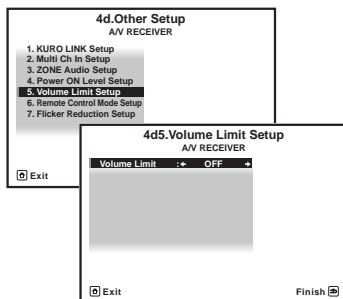 4d.Other Setup
A/V RECEIVER
1. KURO LINK Setup
2. Multi Ch In Setup
3. ZONE Audio Setup
4. Power ON Level Setup
5. Volume Limit Setup
6. Remote Control Mode Setup
7. Flicker Reduction Setup
Exit
4d5.Volume Limit Setup
A/V RECEIVER
Volume Limit : OFF
Exit Finish